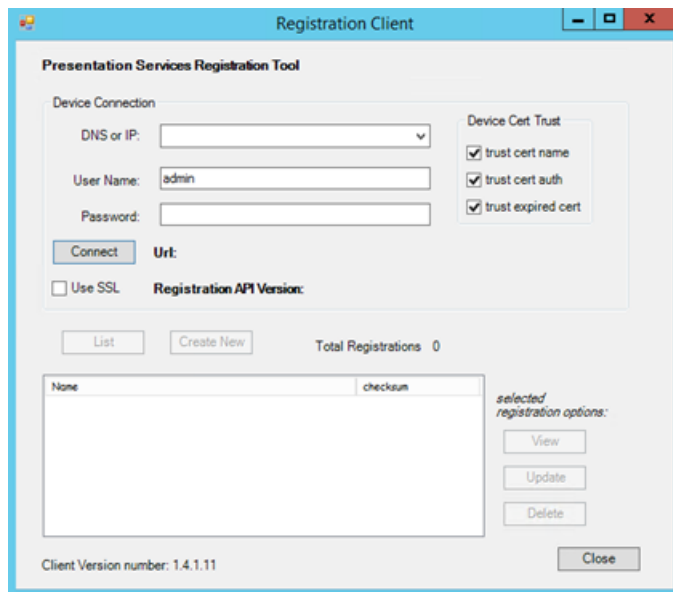 Registration Client
Presentation Services Registration Tool
Device Connection
DNS or IP:
User Name: admin
Password:
Device Cert Trust
trust cert name
trust cert auth
trust expired cert
Connect Url:
Use SSL Registration API Version:
List Create New Total Registrations 0
Name checksum
selected
registration options:
View
Update
Delete
Client Version number: 1.4.1.11
Close